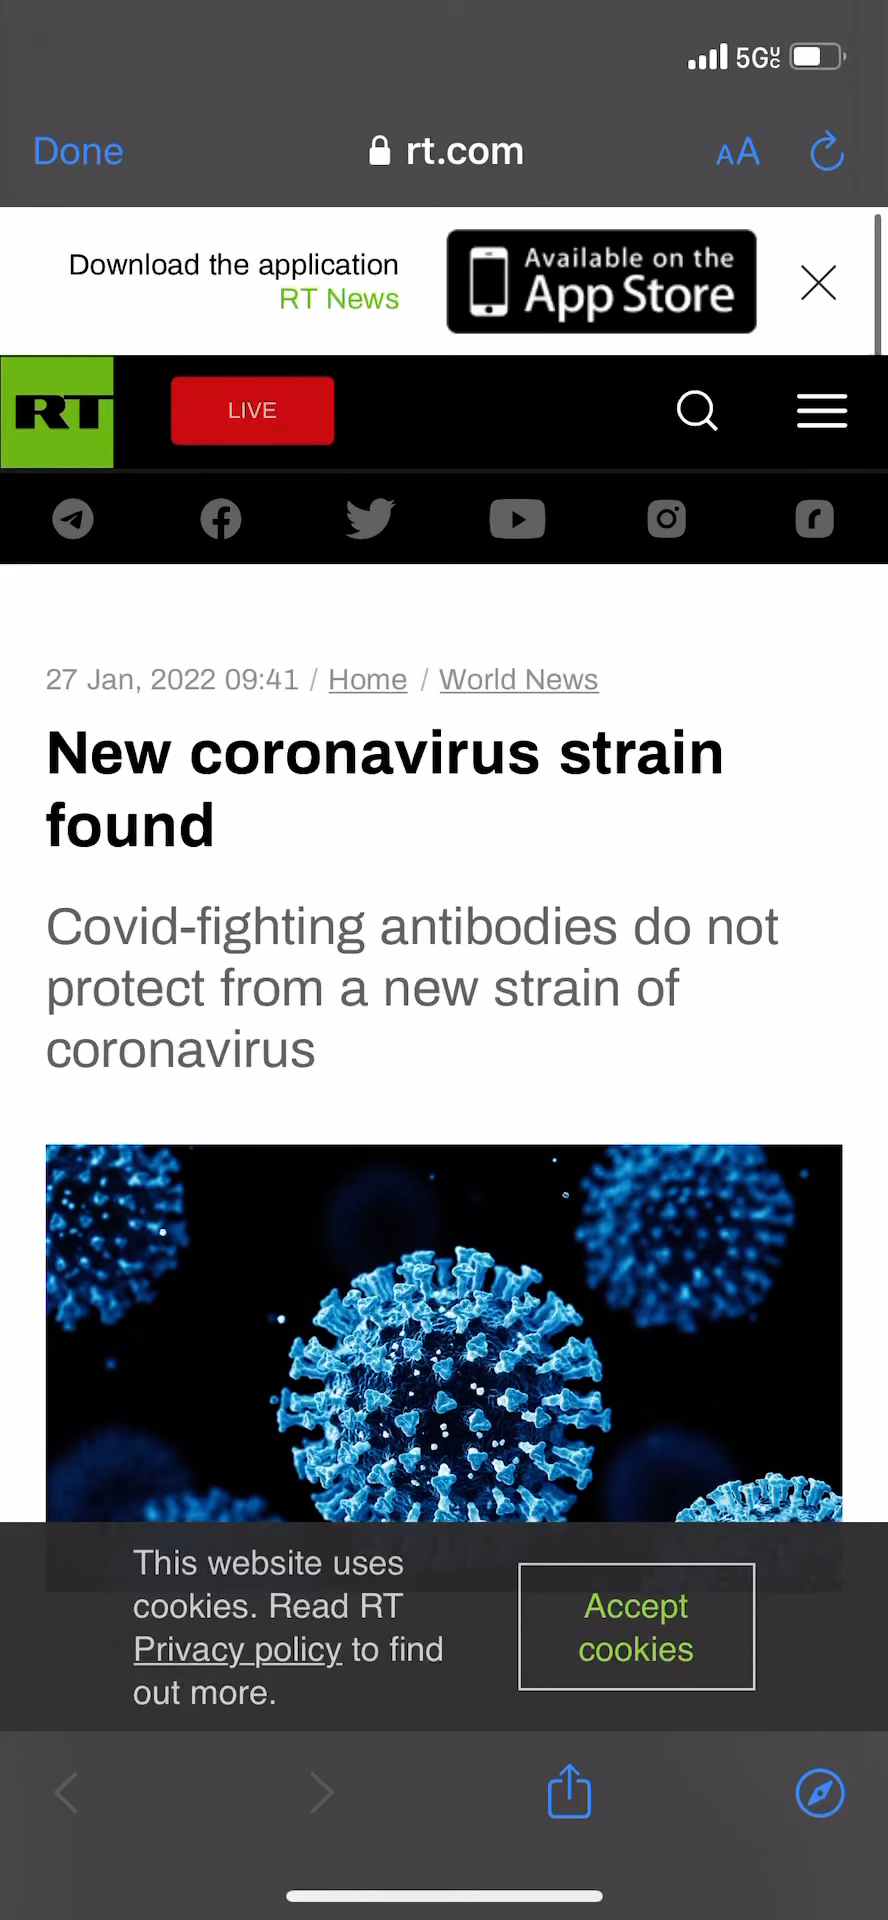 5GUC
Done
rt.com
AA
Download the application
RT News
Available on the
App Store
RT
LIVE
27 Jan, 2022 09:41 / Home / World News
New coronavirus strain
found
Covid-fighting antibodies do not
protect from a new strain of
coronavirus
This website uses
cookies. Read RT
Privacy policy to find
out more.
Accept
cookies